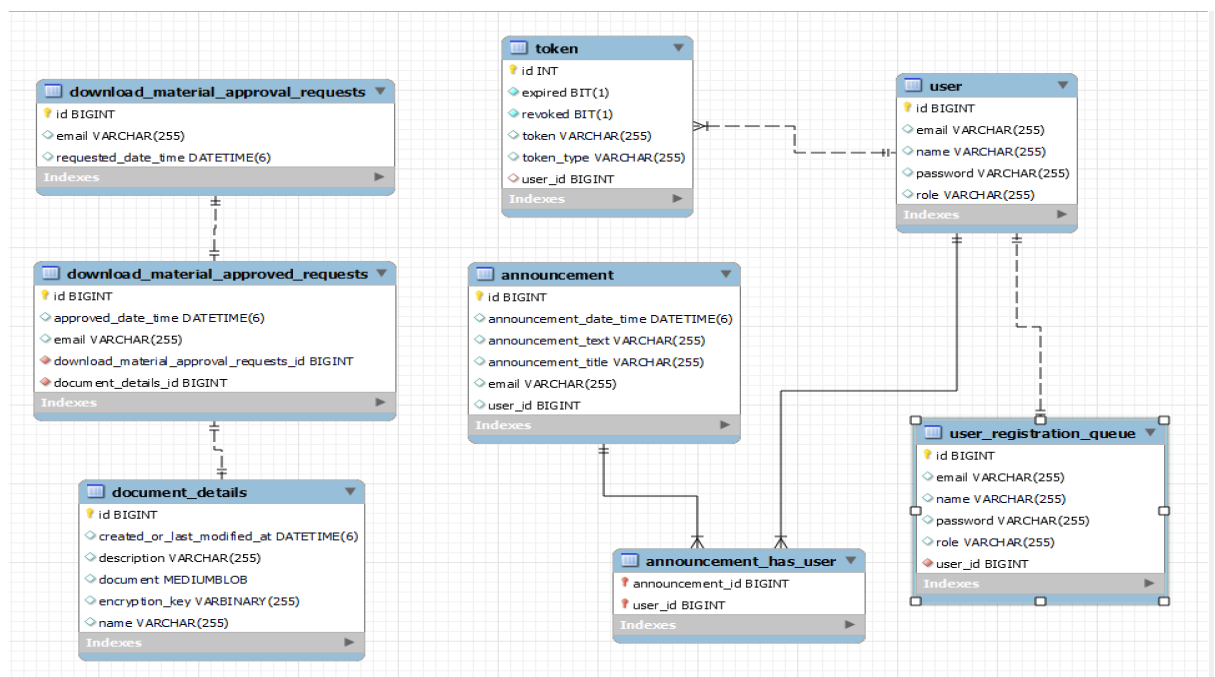 download_material_approval_requests
id BIGINT
email VARCHAR(255)
requested_date_time DATETIME(6)
Indexes
download_material_approved_requests
id BIGINT
approved_date_time DATETIME(6)
email VARCHAR(255)
download_material_approval_requests_id BIGINT
document_details_id BIGINT
Indexes
document_details
id BIGINT
created_or_last_modified_at DATETIME(6)
description VARCHAR(255)
document MEDIUMBLOB
encryption_key VARBINARY(255)
name VARCHAR(255)
Indexes
token
id INT
expired BIT(1)
revoked BIT(1)
token VARCHAR(255)
token_type VARCHAR(255)
user_id BIGINT
Indexes
announcement
id BIGINT
announcement_date_time DATETIME(6)
announcement_text VARCHAR(255)
announcement_title VARCHAR(255)
email VARCHAR(255)
user_id BIGINT
Indexes
announcement_has_user
announcement_id BIGINT
user_id BIGINT
Indexes
user
id BIGINT
email VARCHAR(255)
name VARCHAR(255)
password VARCHAR(255)
role VARCHAR(255)
Indexes
user_registration_queue
id BIGINT
email VARCHAR(255)
name VARCHAR(255)
password VARCHAR(255)
role VARCHAR(255)
user_id BIGINT
Indexes